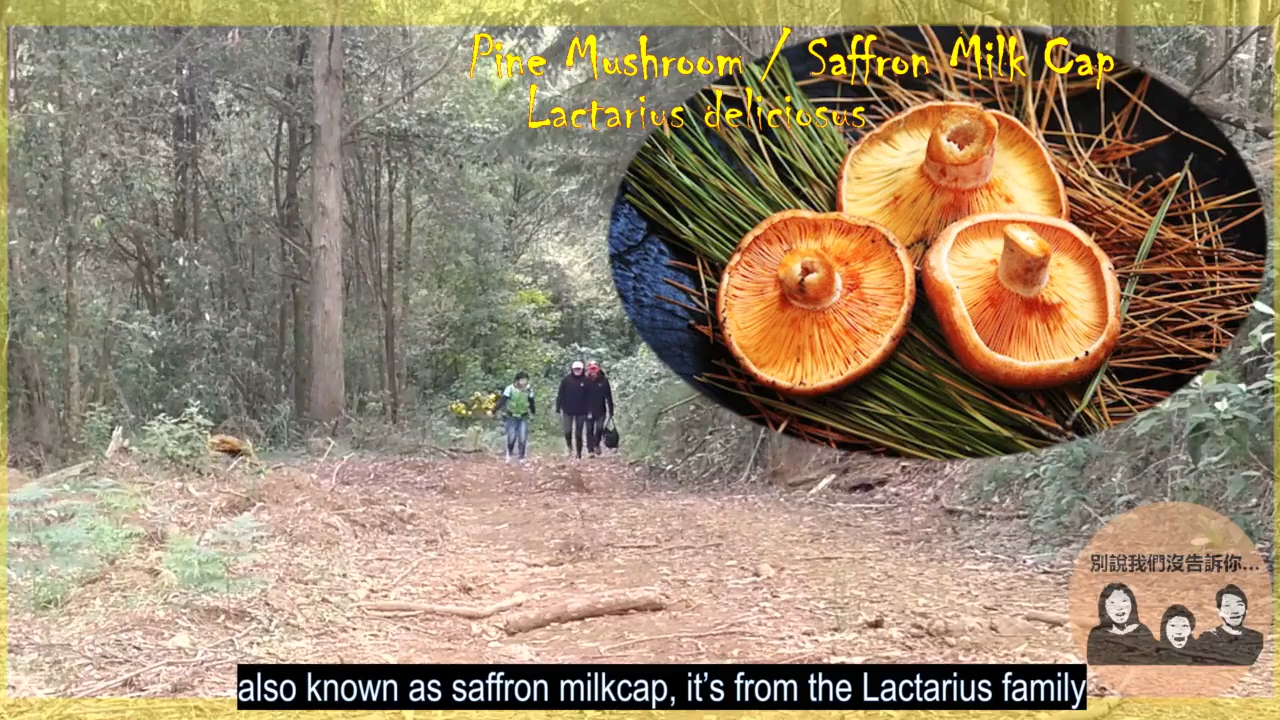 Pine Mushroom / Saffron Milk Cap
Lactarius deliciosus
別說我們沒告訴你...
also known as saffron milkcap, it's from the Lactarius family